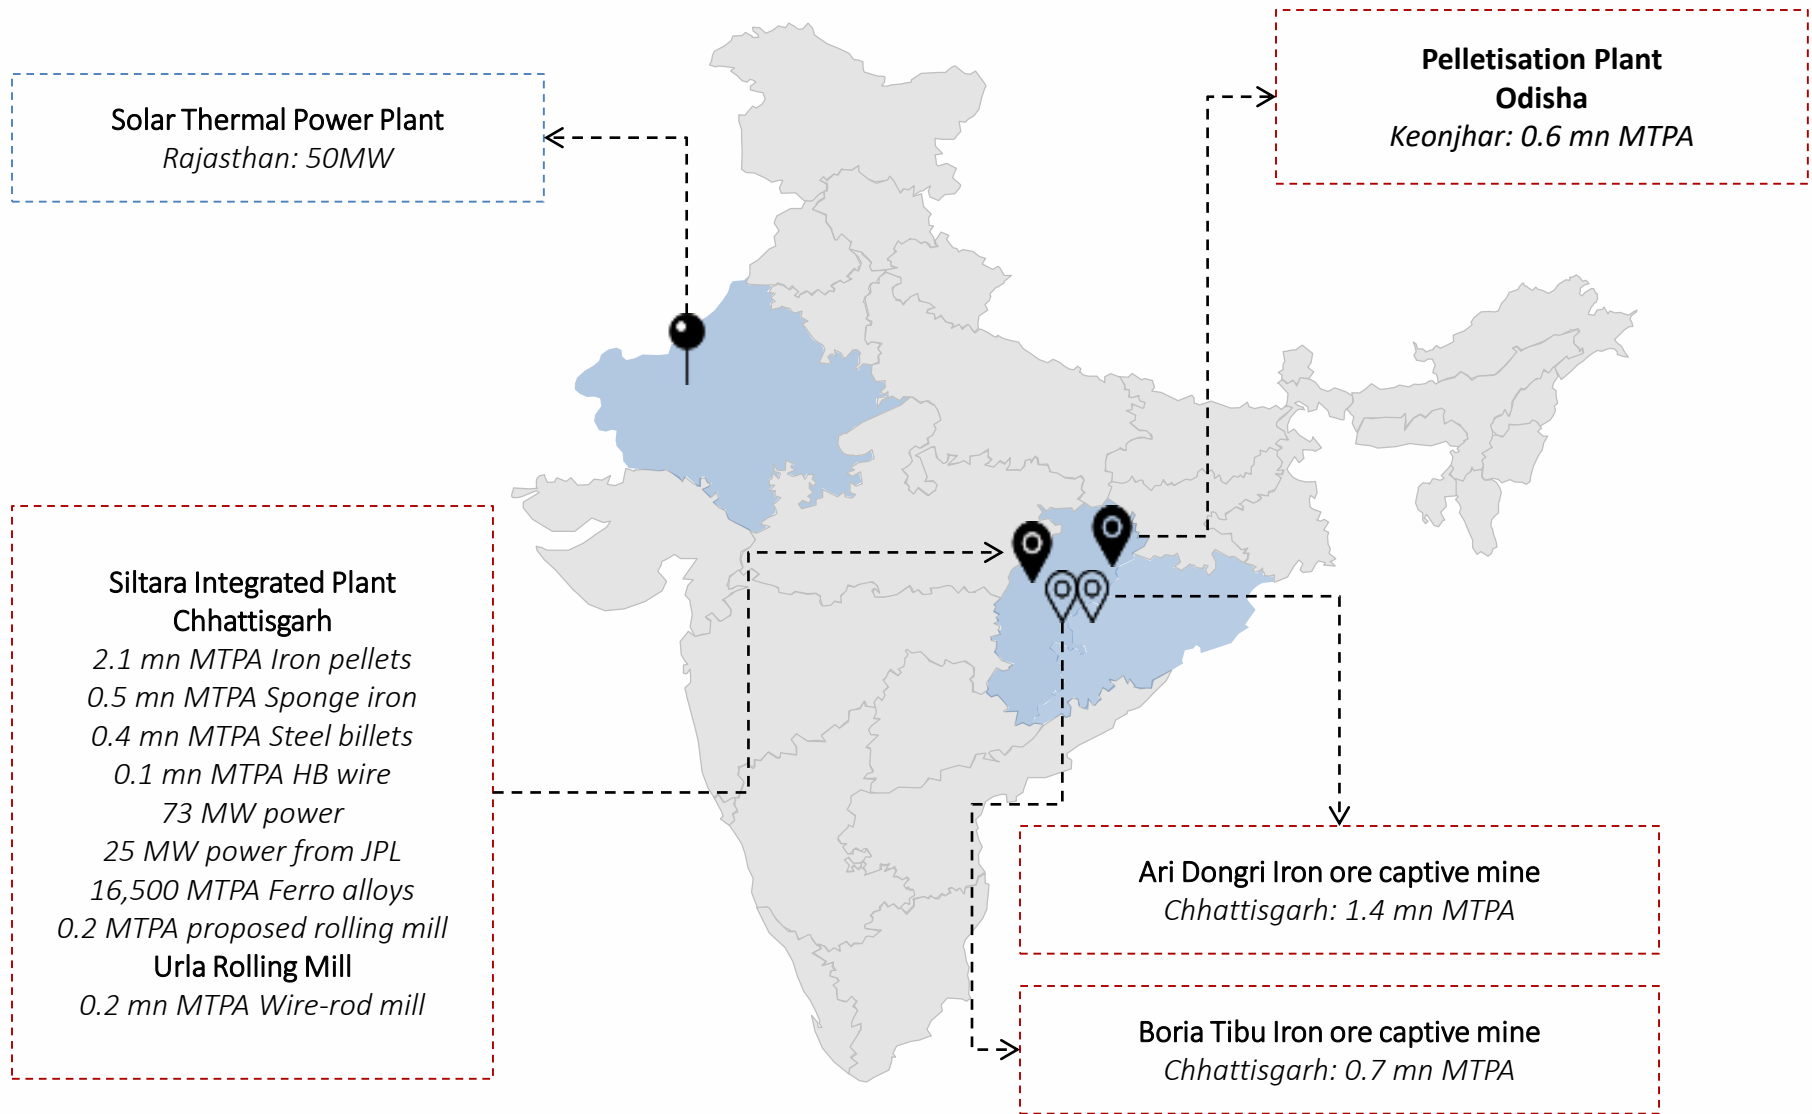 Solar Thermal Power Plant
Rajasthan: 50MW
Pelletisation Plant
Odisha
Keonjhar: 0.6 mn MTPA
Siltara Integrated Plant
Chhattisgarh
2.1 mn MTPA Iron pellets
0.5 mn MTPA Sponge iron
0.4 mn MTPA Steel billets
0.1 mn MTPA HB wire
73 MW power
25 MW power from JPL
16,500 MTPA Ferro alloys
0.2 MTPA proposed rolling mill
Urla Rolling Mill
0.2 mn MTPA Wire-rod mill
Ari Dongri Iron ore captive mine
Chhattisgarh: 1.4 mn MTPA
Boria Tibu Iron ore captive mine
Chhattisgarh: 0.7 mn MTPA